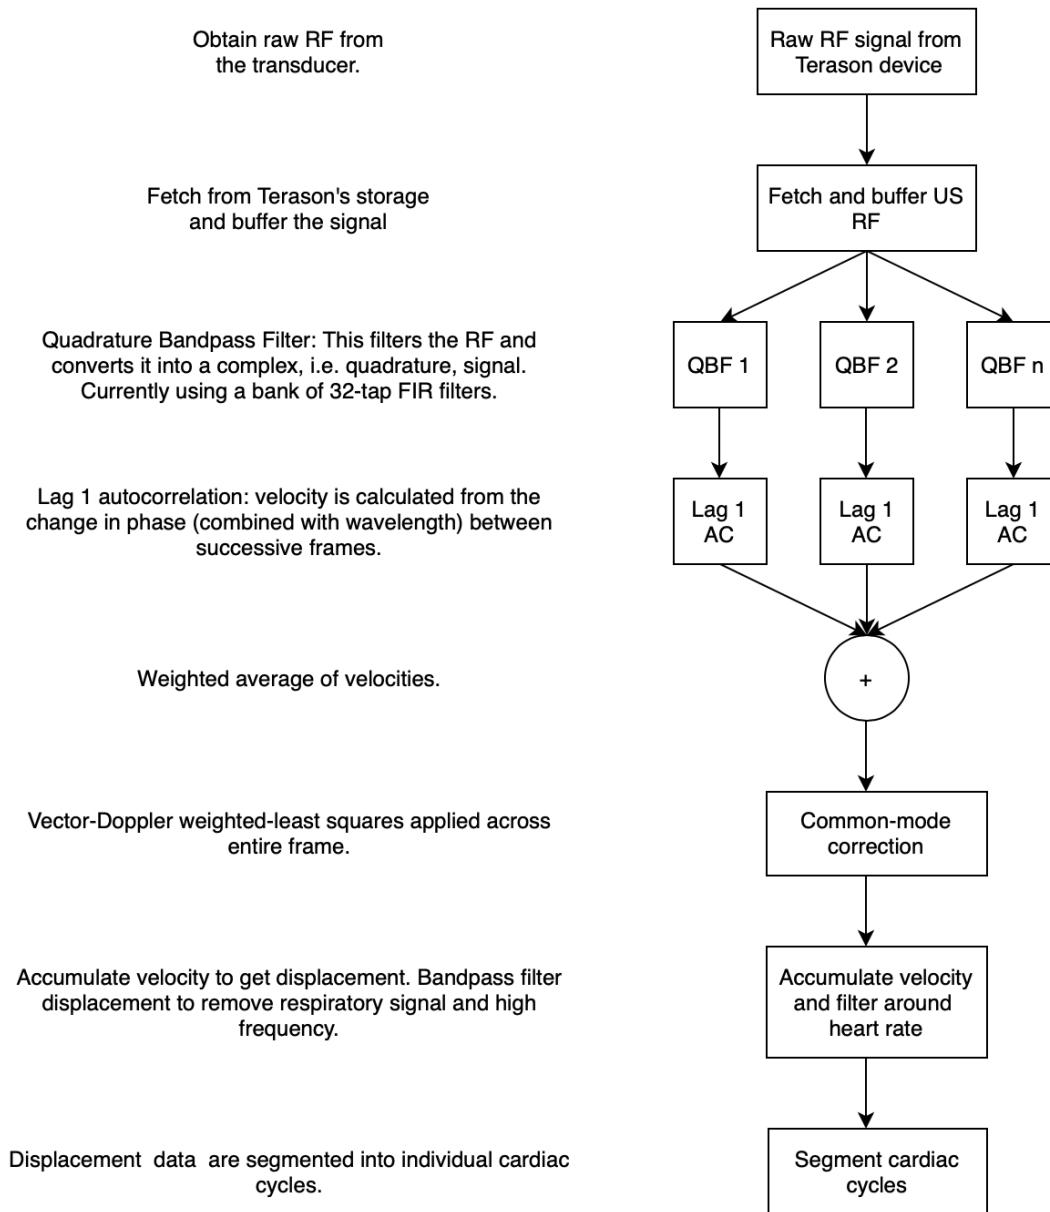 Obtain raw RF from
the transducer.
Raw RF signal from
Terason device
Fetch from Terason's storage
and buffer the signal
Fetch and buffer US
RF
Quadrature Bandpass Filter: This filters the RF and
converts it into a complex, i.e. quadrature, signal.
Currently using a bank of 32-tap FIR filters.
QBF 1
QBF 2
QBF n
Lag 1 autocorrelation: velocity is calculated from the
change in phase (combined with wavelength) between
successive frames.
Lag 1
AC
Lag 1
AC
Lag 1
AC
Weighted average of velocities.
+
Vector-Doppler weighted-least squares applied across
entire frame.
Common-mode
correction
Accumulate velocity to get displacement. Bandpass filter
displacement to remove respiratory signal and high
frequency.
Accumulate velocity
and filter around
heart rate
Displacement data are segmented into individual cardiac
cycles.
Segment cardiac
cycles